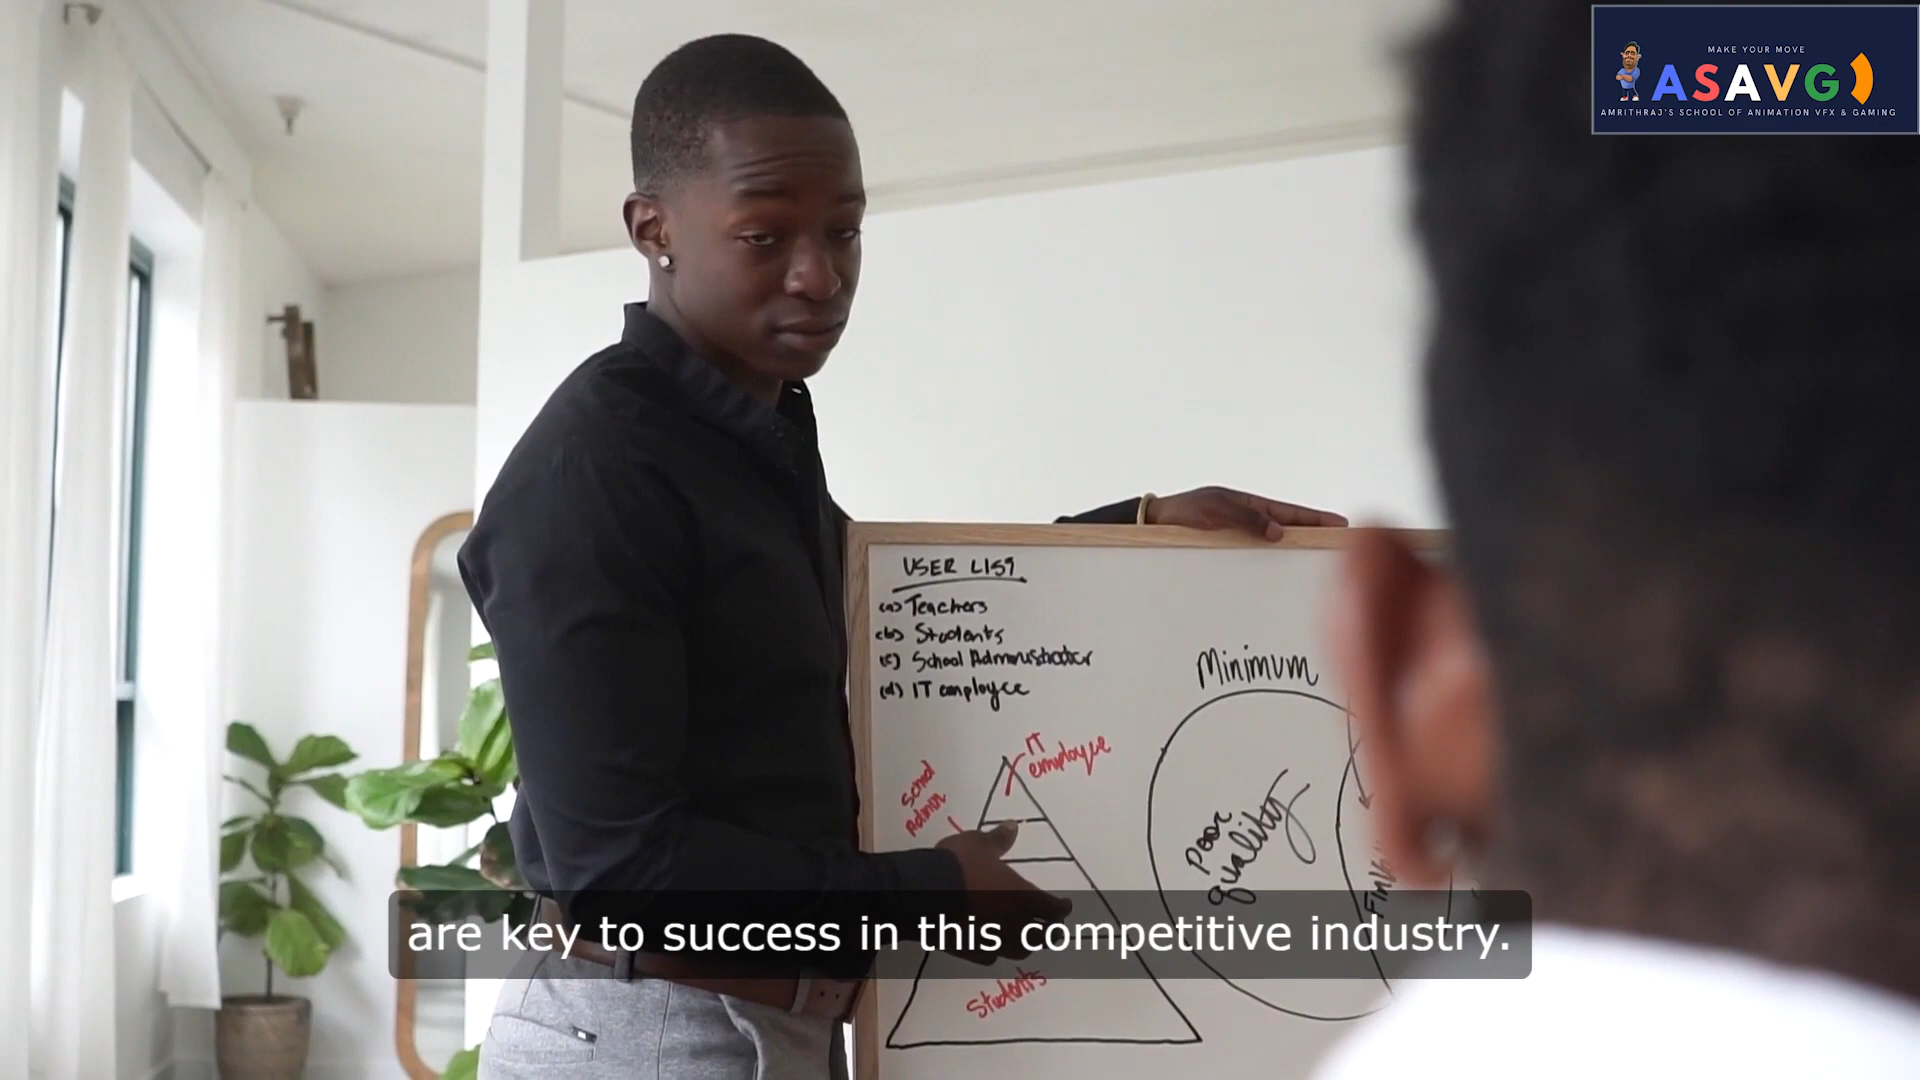 MAKE YOUR MOVE
ASAVG
AMRITHRAJ'S SCHOOL OF ANIMATION VFX & GAMING
USER LIST
(a) Teachers
(b) Students
(c) School Administrator
(d) IT employee
Minimum
IT
employee
School
Admin
Poor
quality
Students
are key to success in this competitive industry.